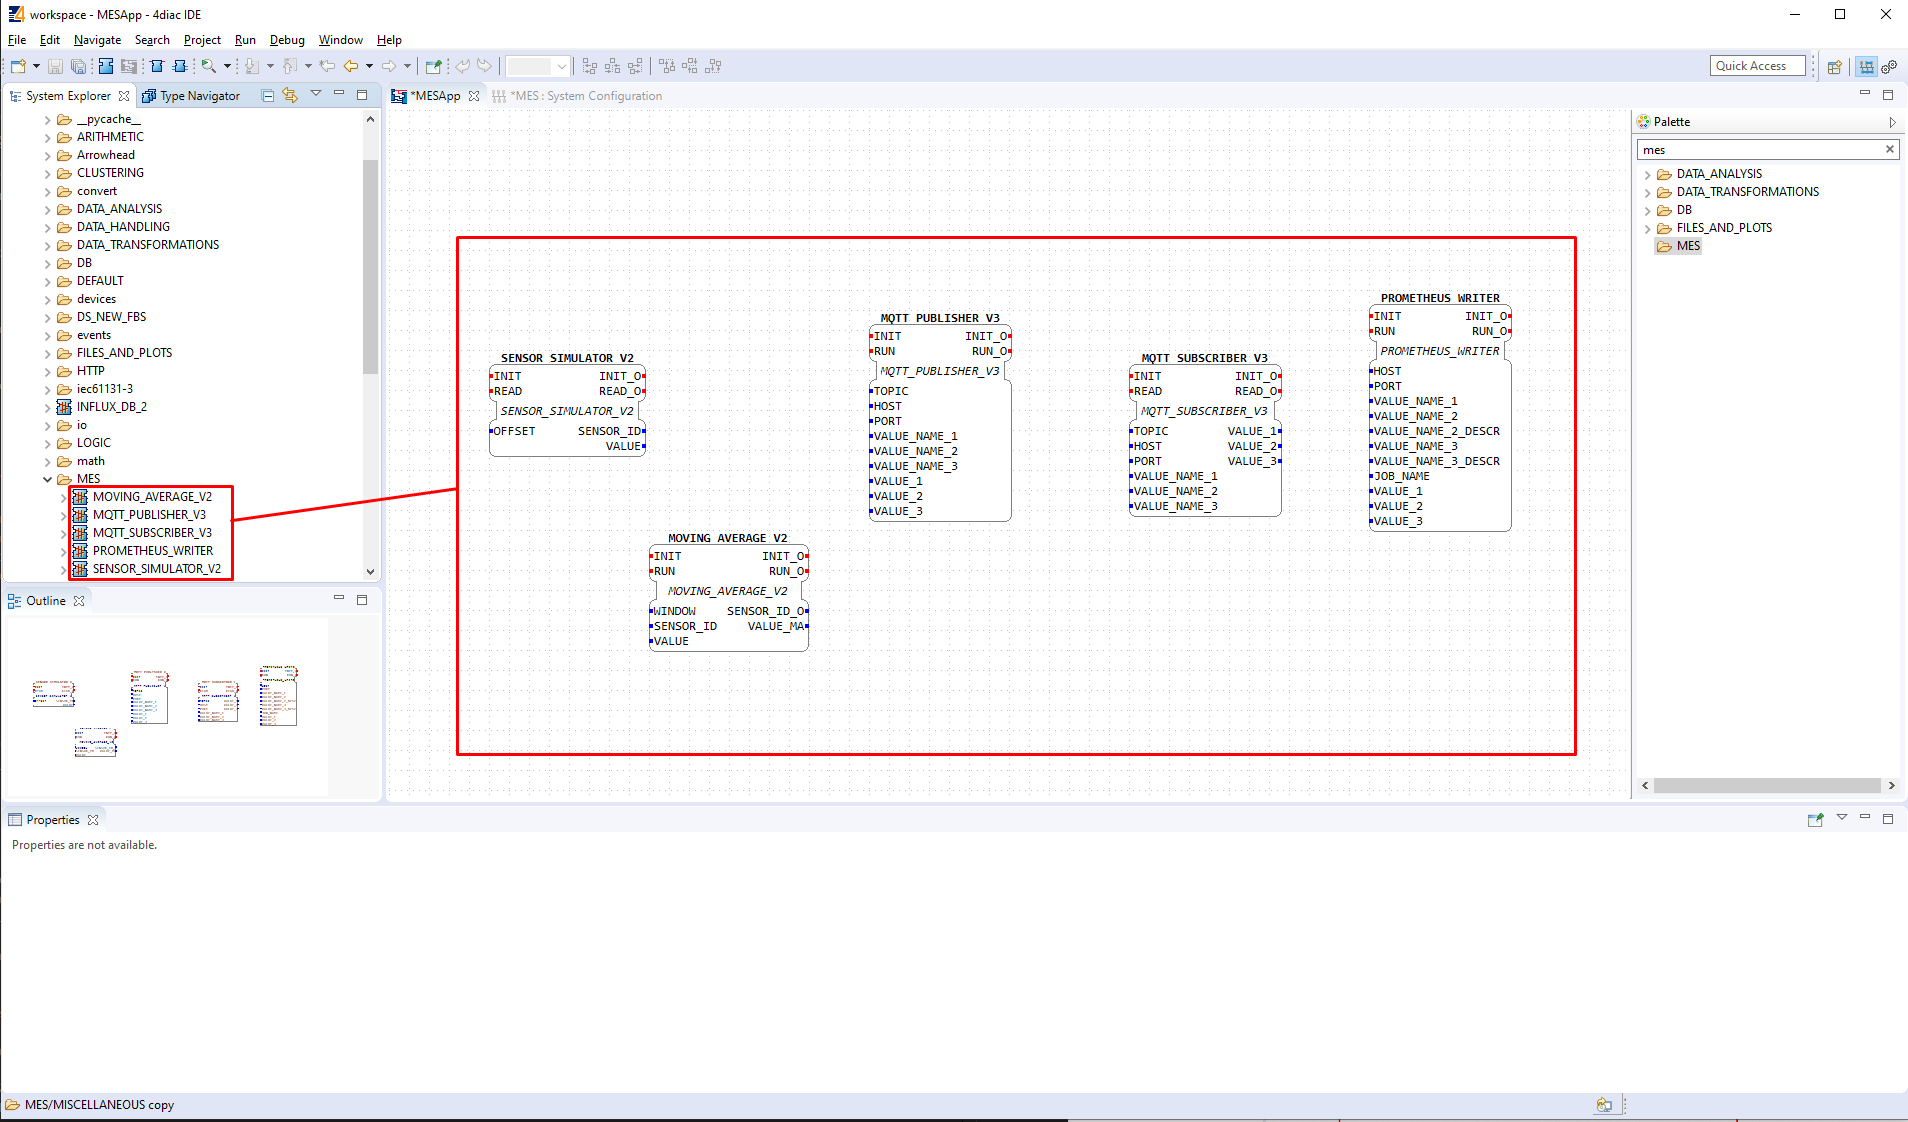 workspace - MESApp - 4diac IDE
File Edit Navigate Search Project Run Debug Window Help
Quick Access
System Explorer
Type Navigator
__pycache__
ARITHMETIC
Arrowhead
CLUSTERING
convert
DATA_ANALYSIS
DATA_HANDLING
DATA_TRANSFORMATIONS
DB
DEFAULT
devices
DS_NEW_FBS
events
FILES_AND_PLOTS
HTTP
iec61131-3
INFLUX_DB_2
io
LOGIC
math
MES
MOVING_AVERAGE_V2
MQTT_PUBLISHER_V3
MQTT_SUBSCRIBER_V3
PROMETHEUS_WRITER
SENSOR_SIMULATOR_V2
*MESApp
*MES : System Configuration
SENSOR_SIMULATOR_V2
INIT INIT_O
READ READ_O
SENSOR_SIMULATOR_V2
OFFSET SENSOR_ID
VALUE
MOVING_AVERAGE_V2
INIT INIT_O
RUN RUN_O
MOVING_AVERAGE_V2
WINDOW SENSOR_ID_O
SENSOR_ID VALUE_MA
VALUE
MQTT_PUBLISHER_V3
INIT INIT_O
RUN RUN_O
MQTT_PUBLISHER_V3
TOPIC
HOST
PORT
VALUE_NAME_1
VALUE_NAME_2
VALUE_NAME_3
VALUE_1
VALUE_2
VALUE_3
MQTT_SUBSCRIBER_V3
INIT INIT_O
READ READ_O
MQTT_SUBSCRIBER_V3
TOPIC VALUE_1
HOST VALUE_2
PORT VALUE_3
VALUE_NAME_1
VALUE_NAME_2
VALUE_NAME_3
PROMETHEUS_WRITER
INIT INIT_O
RUN RUN_O
PROMETHEUS_WRITER
HOST
PORT
VALUE_NAME_1
VALUE_NAME_2
VALUE_NAME_2_DESCR
VALUE_NAME_3
VALUE_NAME_3_DESCR
JOB_NAME
VALUE_1
VALUE_2
VALUE_3
Palette
mes
DATA_ANALYSIS
DATA_TRANSFORMATIONS
DB
FILES_AND_PLOTS
MES
Outline
Properties
Properties are not available.
MES/MISCELLANEOUS copy